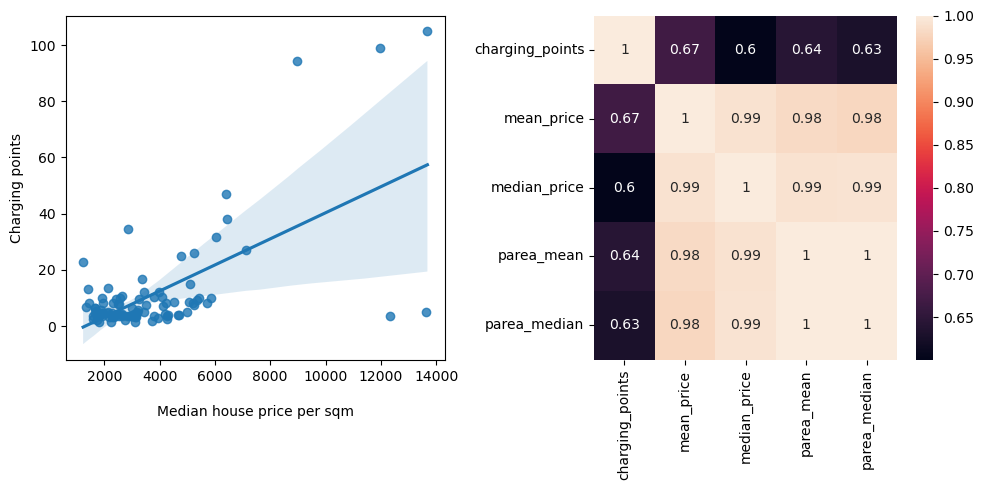 100
80
60
40
20
0
Charging points
2000 4000 6000 8000 10000 12000 14000
Median house price per sqm
charging_points 1 0.67 0.6 0.64 0.63
mean_price 0.67 1 0.99 0.98 0.98
median_price 0.6 0.99 1 0.99 0.99
parea_mean 0.64 0.98 0.99 1 1
parea_median 0.63 0.98 0.99 1 1
charging_points mean_price median_price parea_mean parea_median
1.00
0.95
0.90
0.85
0.80
0.75
0.70
0.65